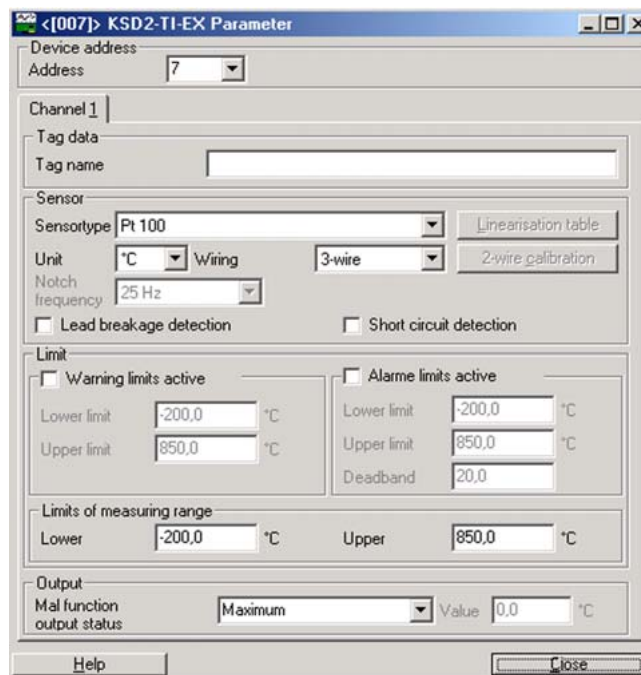 <[007]> KSD2-TI-EX Parameter
Device address
Address 7
Channel 1
Tag data
Tag name
Sensor
Sensortype Pt 100 Linearisation table
Unit °C Wiring 3-wire 2-wire calibration
Notch
frequency 25 Hz
Lead breakage detection Short circuit detection
Limit
Warning limits active Alarme limits active
Lower limit -200,0 °C Lower limit -200,0 °C
Upper limit 850,0 °C Upper limit 850,0 °C
Deadband 20,0
Limits of measuring range
Lower -200,0 °C Upper 850,0 °C
Output
Mal function
output status Maximum Value 0,0 °C
Help Close